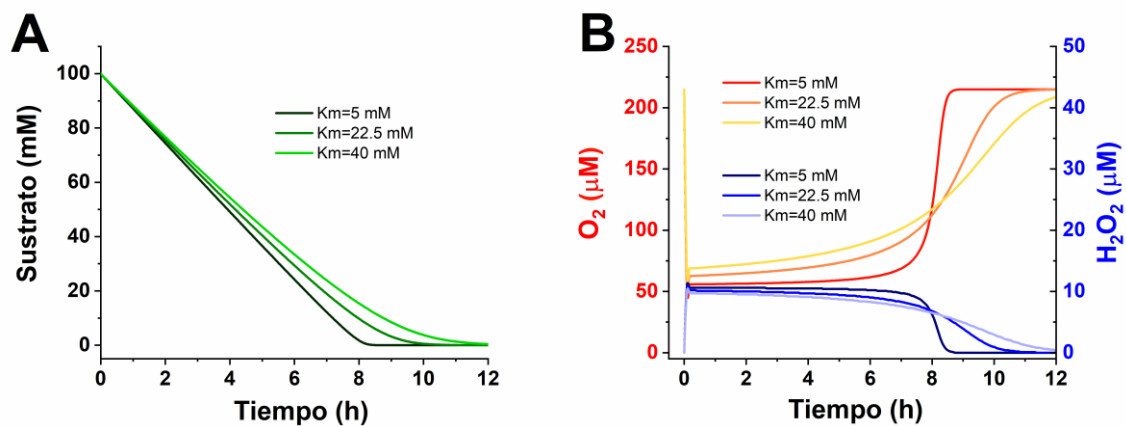 A
Sustrato (mM)
100
80
60
40
20
0
Km=5 mM
Km=22.5 mM
Km=40 mM
0 2 4 6 8 10 12
Tiempo (h)
B
O₂ (μM)
250
200
150
100
50
0
Km=5 mM
Km=22.5 mM
Km=40 mM
Km=5 mM
Km=22.5 mM
Km=40 mM
50
40
30
20
10
0
H₂O₂ (μM)
0 2 4 6 8 10 12
Tiempo (h)